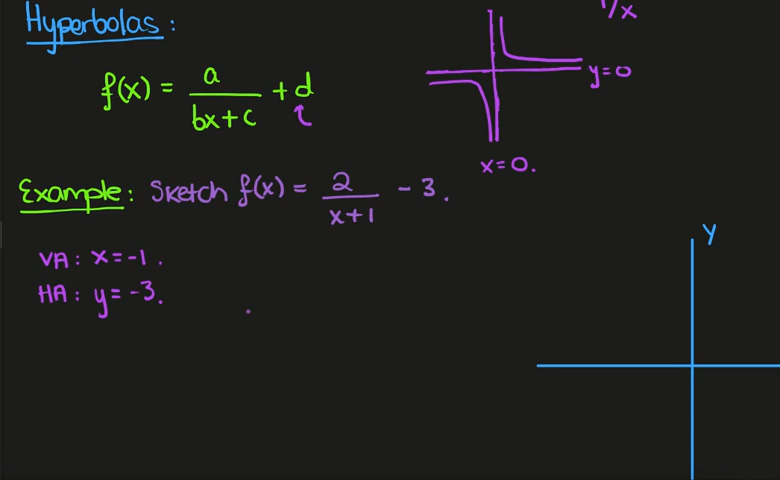 Hyperbolas:
1/x
f(x) = a/(bx+c) + d
y=0
x=0.
Example: Sketch f(x) = 2/(x+1) - 3.
y
VA: x=-1.
HA: y=-3.